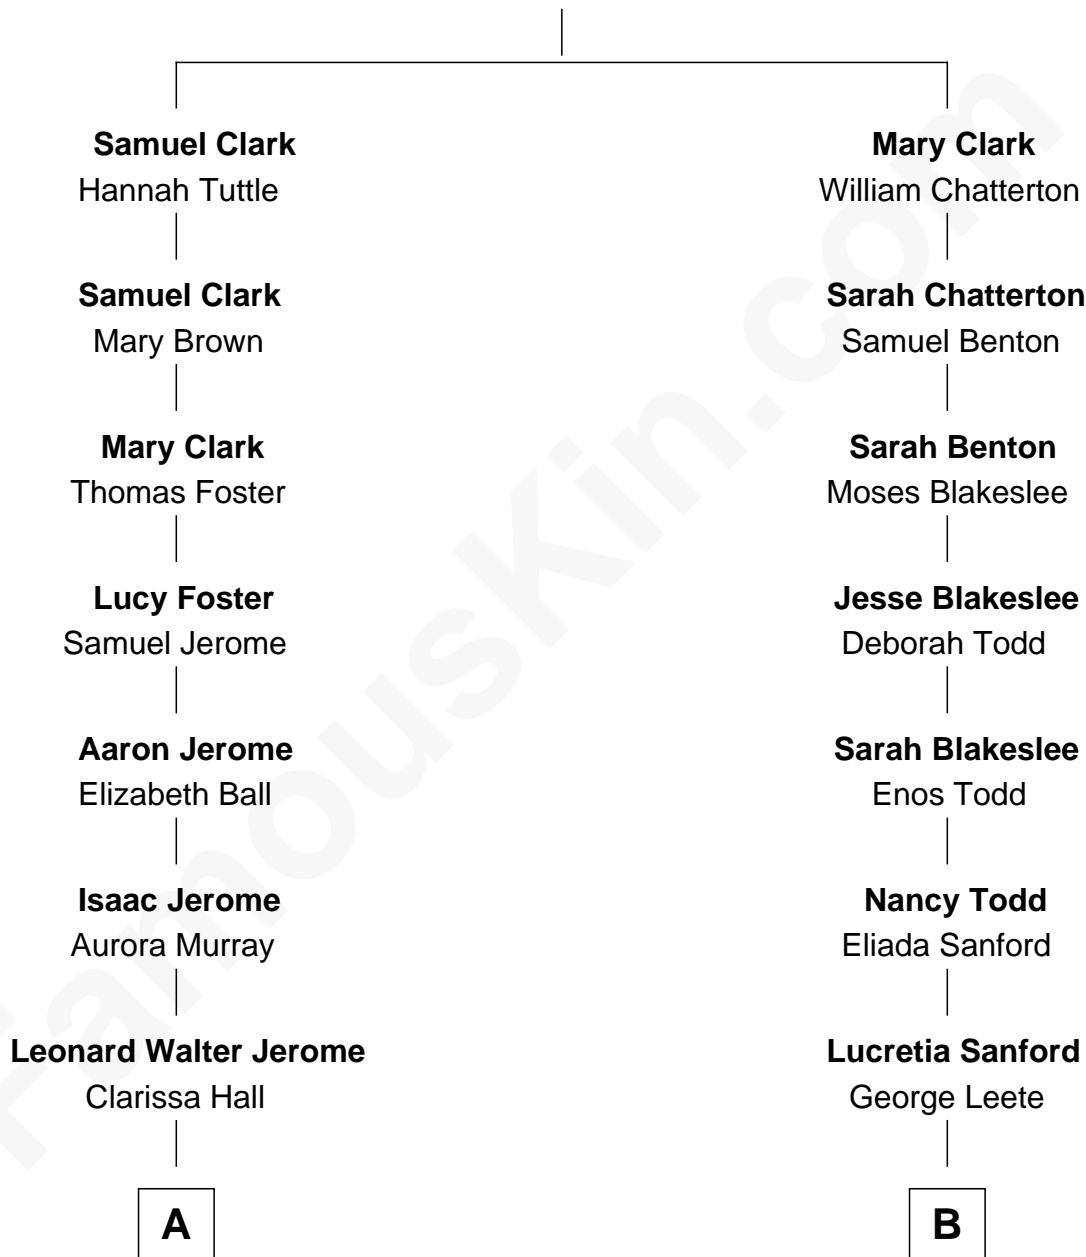 Samuel Clark
Hannah Tuttle
Samuel Clark
Mary Brown
Mary Clark
Thomas Foster
Lucy Foster
Samuel Jerome
Aaron Jerome
Elizabeth Ball
Isaac Jerome
Aurora Murray
Leonard Walter Jerome
Clarissa Hall
A
Mary Clark
William Chatterton
Sarah Chatterton
Samuel Benton
Sarah Benton
Moses Blakeslee
Jesse Blakeslee
Deborah Todd
Sarah Blakeslee
Enos Todd
Nancy Todd
Eliada Sanford
Lucretia Sanford
George Leete
B
FamousKin.com